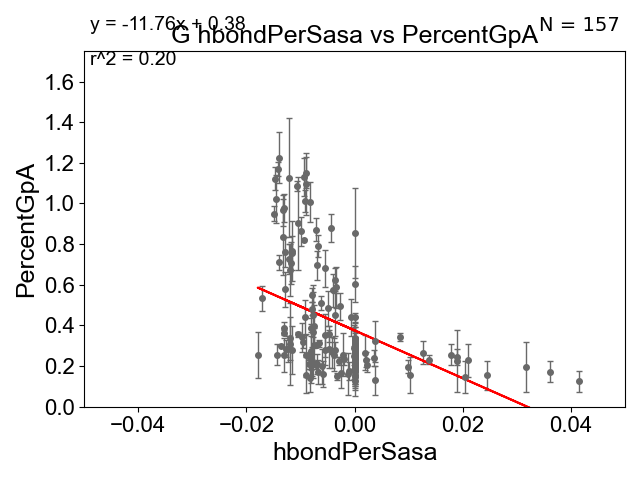 y = -11.76x + 0.38
N = 157
G hbondPerSasa vs PercentGpA
r^2 = 0.20
PercentGpA
1.6
1.4
1.2
1.0
0.8
0.6
0.4
0.2
0.0
−0.04
−0.02
0.00
0.02
0.04
hbondPerSasa